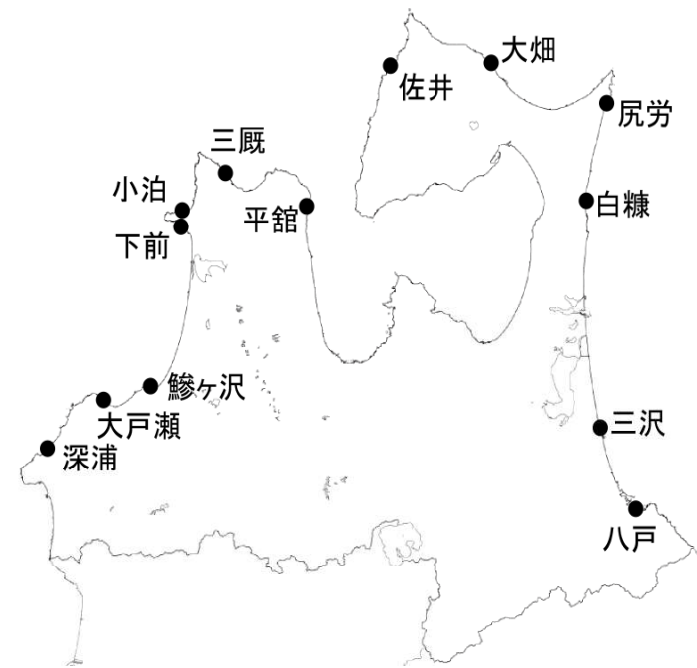 大畑
佐井
尻労
三厩
小泊
平舘
白糠
下前
鰺ヶ沢
大戸瀬
三沢
深浦
八戸